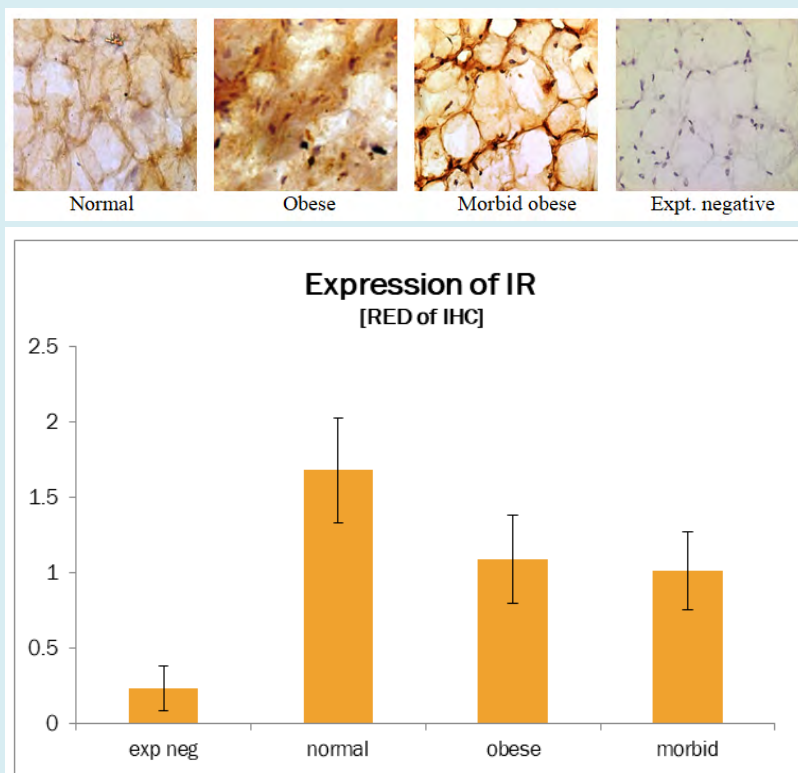 Normal Obese Morbid obese Expt. negative
Expression of IR
[RED of IHC]
2.5
2
1.5
1
0.5
0
exp neg normal obese morbid